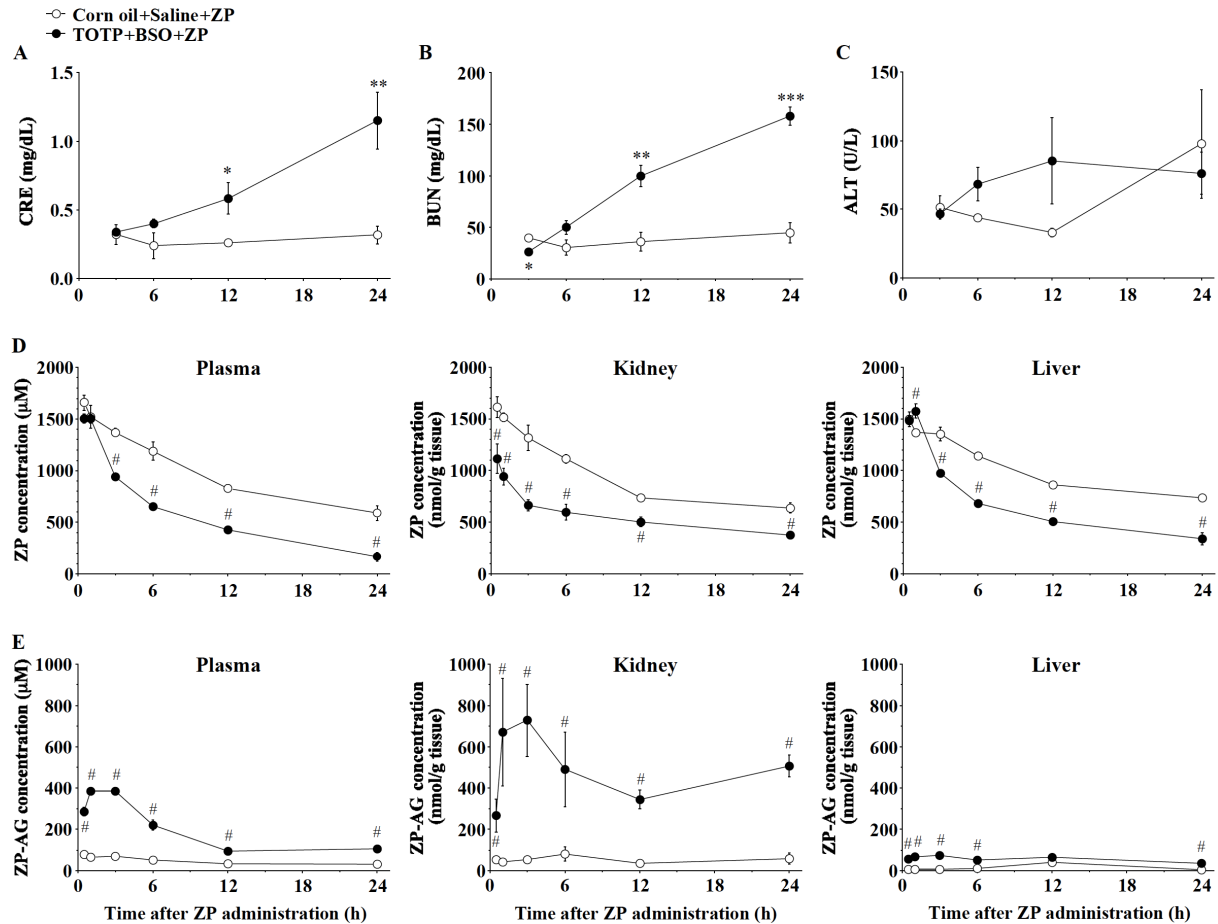 Corn oil+Saline+ZP
TOTP+BSO+ZP
A
B
C
1.5
1.0
0.5
0.0
CRE (mg/dL)
*
**
0 6 12 18 24
200
150
100
50
0
BUN (mg/dL)
*
**
***
0 6 12 18 24
150
100
50
0
ALT (U/L)
0 6 12 18 24
D
Plasma
2000
1500
1000
500
0
ZP concentration (μM)
# # # #
0 6 12 18 24
Kidney
2000
1500
1000
500
0
ZP concentration
(nmol/g tissue)
# # # # # #
0 6 12 18 24
Liver
2000
1500
1000
500
0
ZP concentration
(nmol/g tissue)
# # # # #
0 6 12 18 24
E
Plasma
1000
800
600
400
200
0
ZP-AG concentration (μM)
# # # # # #
0 6 12 18 24
Kidney
1000
800
600
400
200
0
ZP-AG concentration
(nmol/g tissue)
# # # # # #
0 6 12 18 24
Liver
1000
800
600
400
200
0
ZP-AG concentration
(nmol/g tissue)
# # # # #
0 6 12 18 24
Time after ZP administration (h)
Time after ZP administration (h)
Time after ZP administration (h)